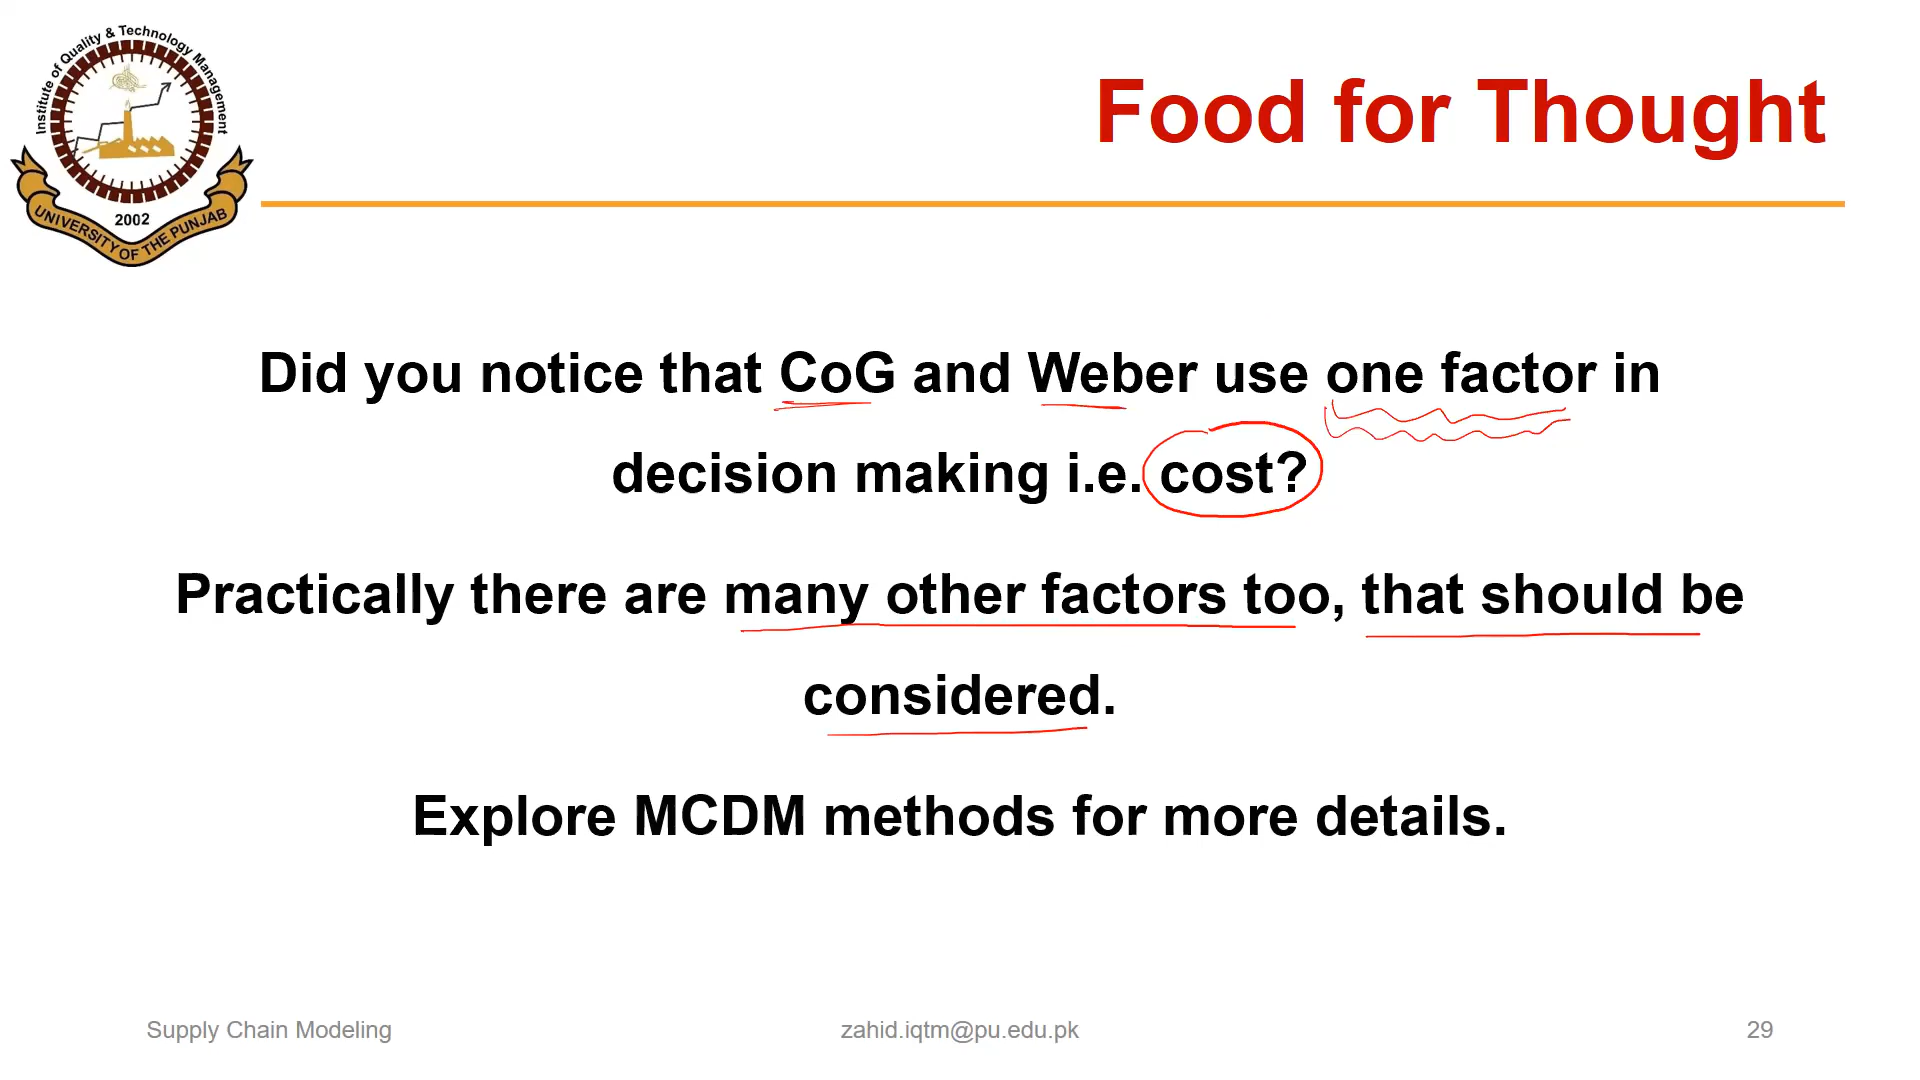 Institute of Quality & Technology Management
2002
UNIVERSITY OF THE PUNJAB
Food for Thought
Did you notice that CoG and Weber use one factor in
decision making i.e. cost?
Practically there are many other factors too, that should be
considered.
Explore MCDM methods for more details.
Supply Chain Modeling
zahid.iqtm@pu.edu.pk
29